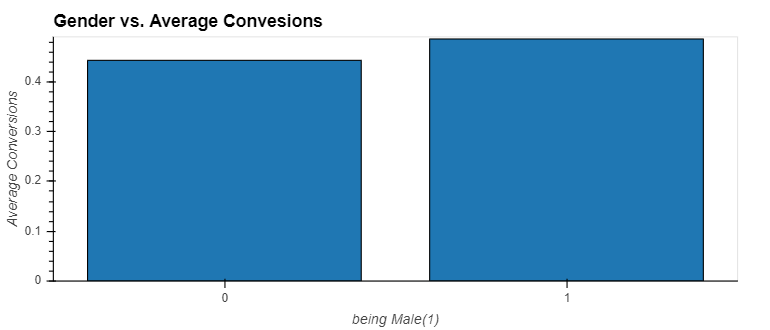 Gender vs. Average Convesions
Average Conversions
0.4
0.3
0.2
0.1
0
0
1
being Male(1)